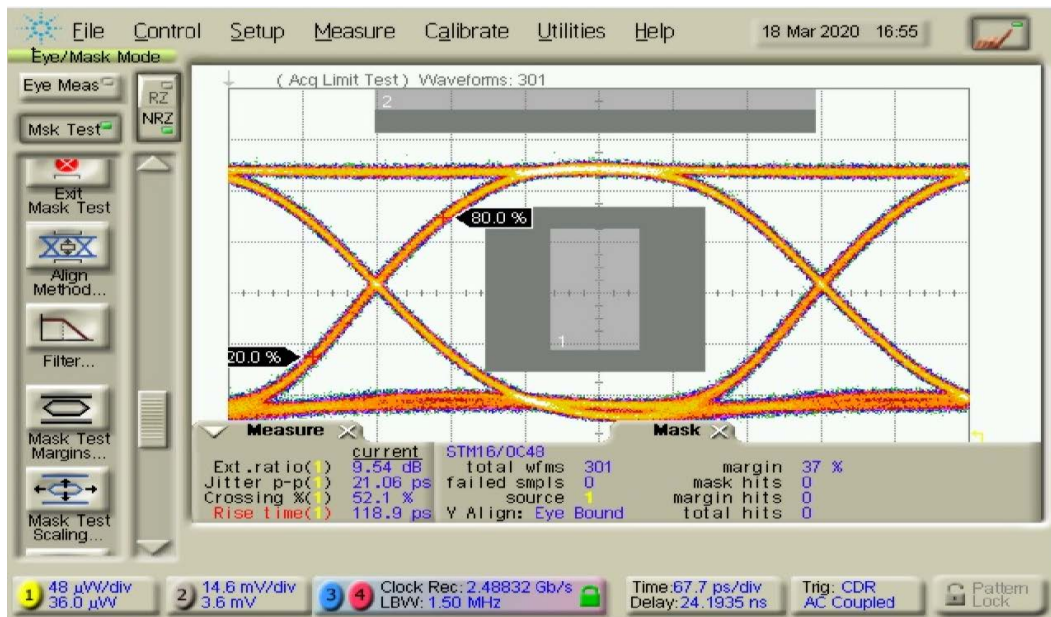 File Control Setup Measure Calibrate Utilities Help 18 Mar 2020 16:55
Eye/Mask Mode
Eye Meas
RZ
NRZ
Msk Test
Exit
Mask Test
Align
Method...
Filter...
Mask Test
Margins...
Mask Test
Scaling...
( Acq Limit Test ) Waveforms: 301
2
80.0 %
1
20.0 %
Measure
Mask
current
Ext.ratio(1) 9.54 dB
Jitter p-p(1) 21.06 ps
Crossing %(1) 52.1 %
Rise time(1) 118.9 ps
STM16/OC48
total wfms 301
failed smpls 0
source 1
Y Align: Eye Bound
margin 37 %
mask hits 0
margin hits 0
total hits 0
1 48 µW/div
36.0 µW
2 14.6 mV/div
3.6 mV
3 4 Clock Rec: 2.48832 Gb/s
LBW: 1.50 MHz
Time:67.7 ps/div
Delay:24.1935 ns
Trig: CDR
AC Coupled
Pattern
Lock